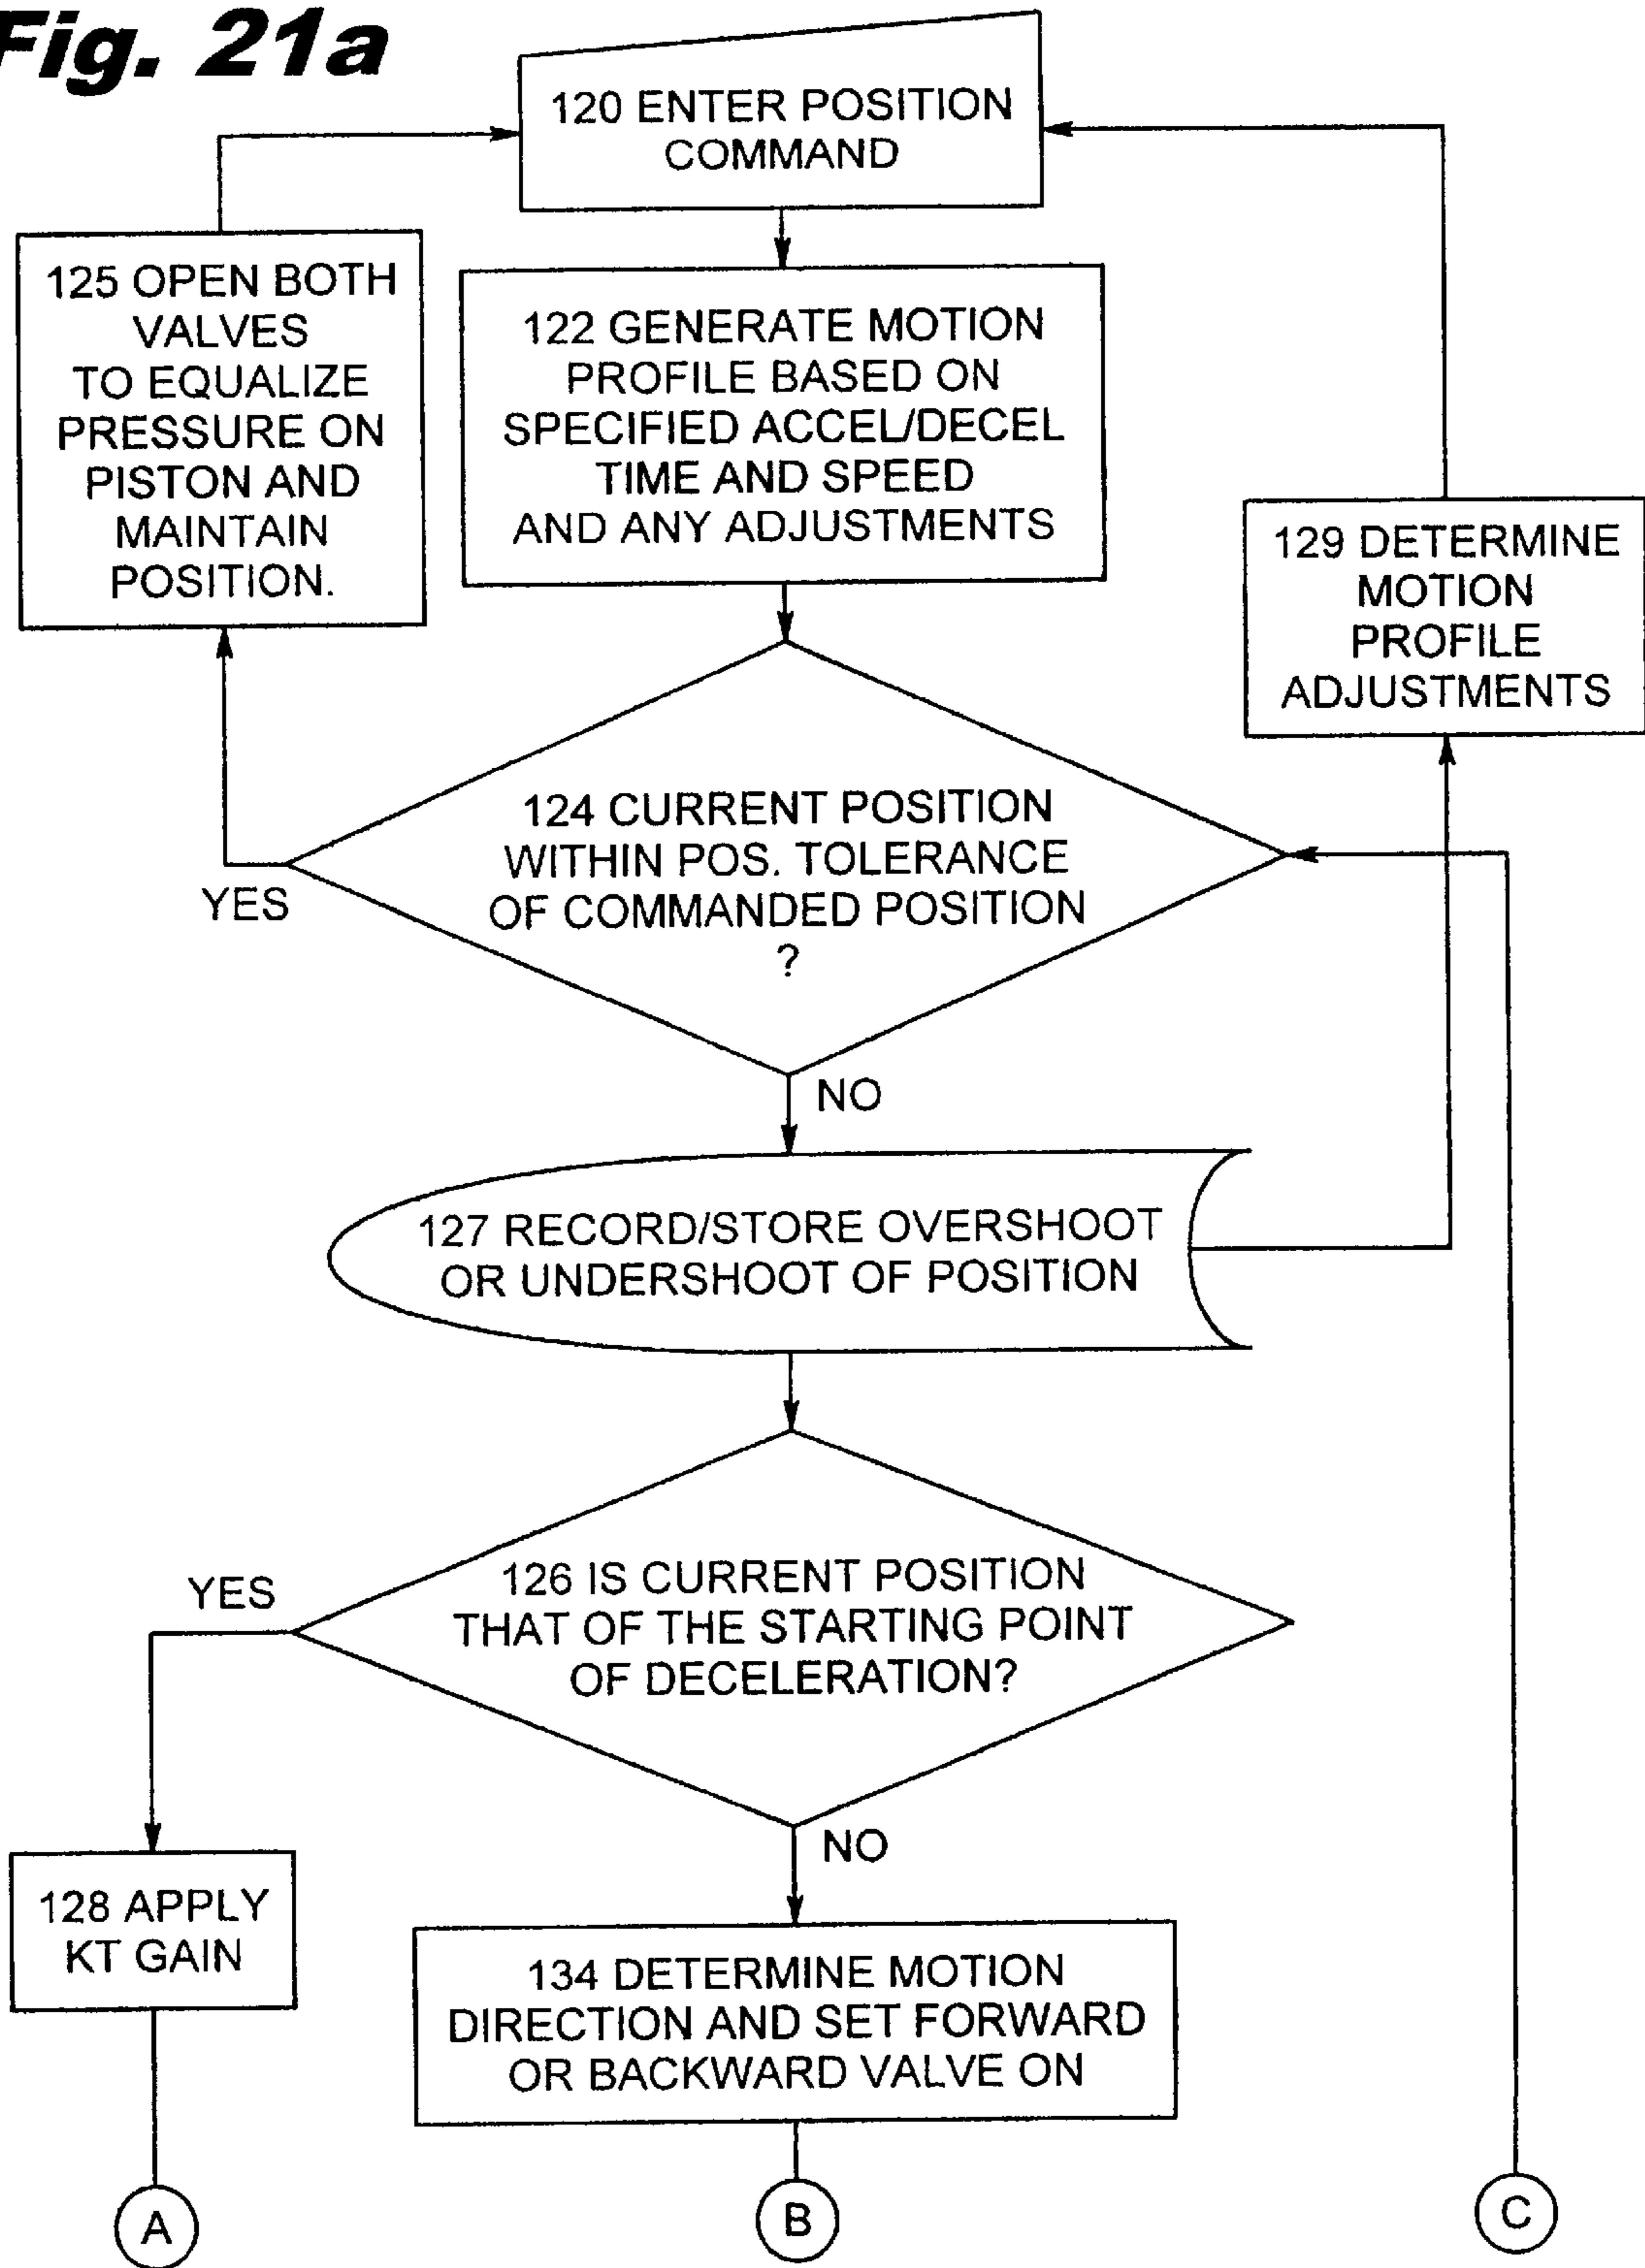 Fig. 21a
120 ENTER POSITION
COMMAND
125 OPEN BOTH
VALVES
TO EQUALIZE
PRESSURE ON
PISTON AND
MAINTAIN
POSITION.
122 GENERATE MOTION
PROFILE BASED ON
SPECIFIED ACCEL/DECEL
TIME AND SPEED
AND ANY ADJUSTMENTS
129 DETERMINE
MOTION
PROFILE
ADJUSTMENTS
124 CURRENT POSITION
WITHIN POS. TOLERANCE
OF COMMANDED POSITION
?
YES
NO
127 RECORD/STORE OVERSHOOT
OR UNDERSHOOT OF POSITION
126 IS CURRENT POSITION
THAT OF THE STARTING POINT
OF DECELERATION?
YES
NO
128 APPLY
KT GAIN
134 DETERMINE MOTION
DIRECTION AND SET FORWARD
OR BACKWARD VALVE ON
A
B
C